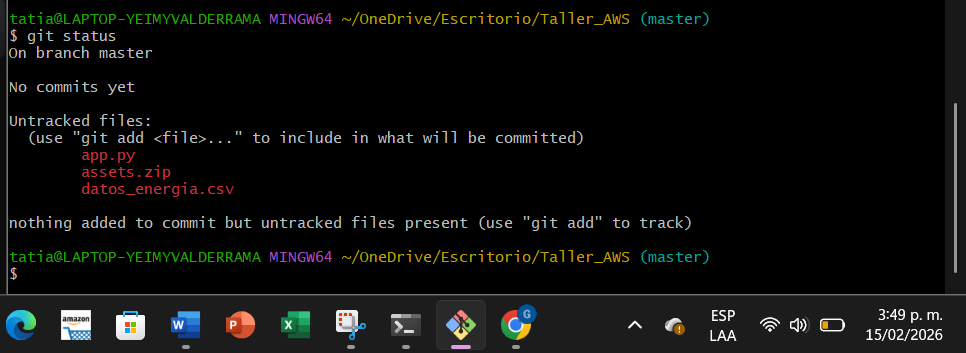 tatia@LAPTOP-YEIMYVALDERRAMA MINGW64 ~/OneDrive/Escritorio/Taller_AWS (master)
$ git status
On branch master
No commits yet
Untracked files:
  (use "git add <file>..." to include in what will be committed)
        app.py
        assets.zip
        datos_energia.csv
nothing added to commit but untracked files present (use "git add" to track)
tatia@LAPTOP-YEIMYVALDERRAMA MINGW64 ~/OneDrive/Escritorio/Taller_AWS (master)
$
amazon
W
P
X
G
ESP
LAA
3:49 p. m.
15/02/2026